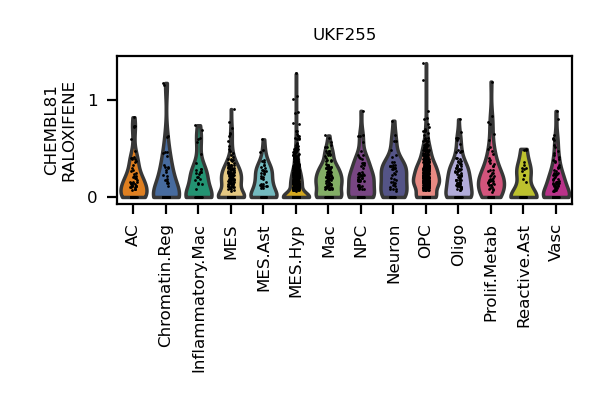 UKF255
CHEMBL81
RALOXIFENE
1
0
AC
Chromatin.Reg
Inflammatory.Mac
MES
MES.Ast
MES.Hyp
Mac
NPC
Neuron
OPC
Oligo
Prolif.Metab
Reactive.Ast
Vasc